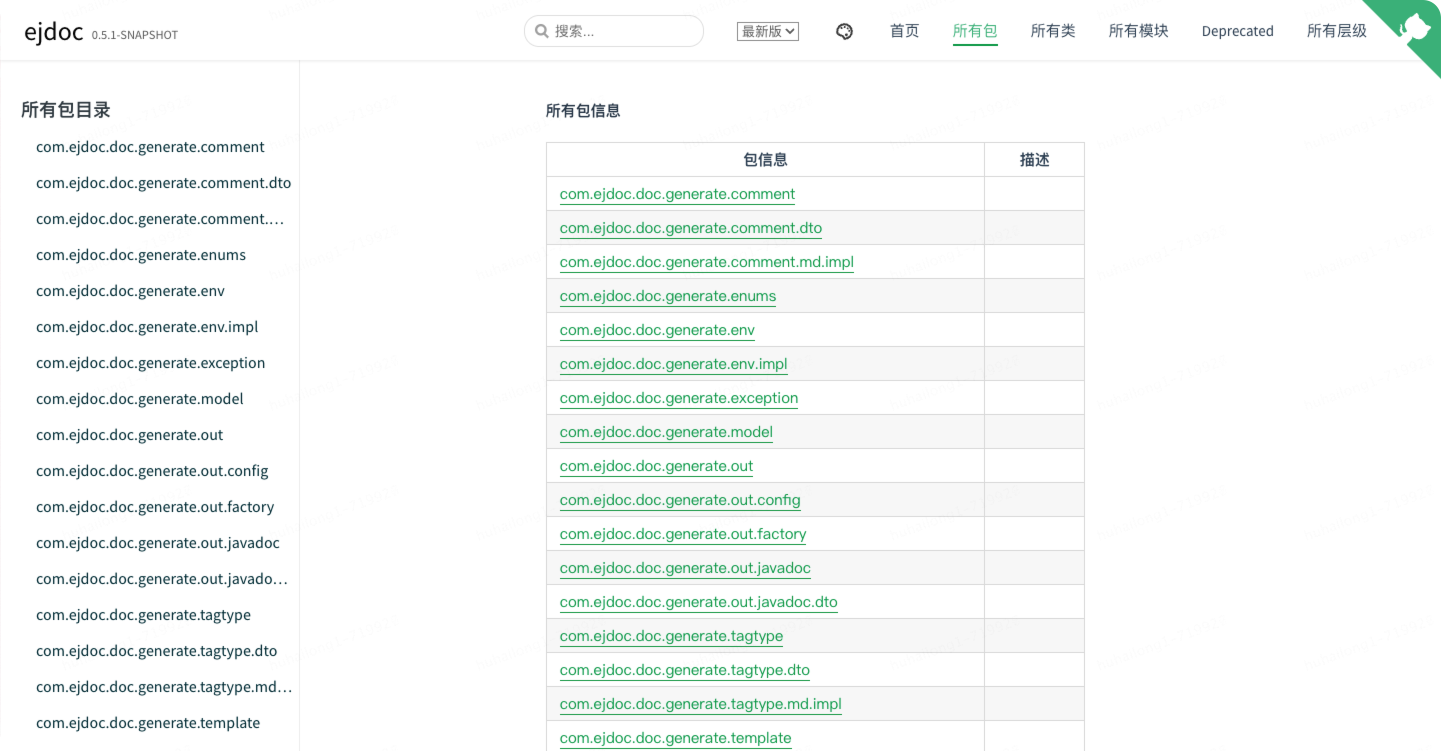 ejdoc 0.5.1-SNAPSHOT
搜索...
最新版
首页
所有包
所有类
所有模块
Deprecated
所有层级
所有包目录
com.ejdoc.doc.generate.comment
com.ejdoc.doc.generate.comment.dto
com.ejdoc.doc.generate.comment.…
com.ejdoc.doc.generate.enums
com.ejdoc.doc.generate.env
com.ejdoc.doc.generate.env.impl
com.ejdoc.doc.generate.exception
com.ejdoc.doc.generate.model
com.ejdoc.doc.generate.out
com.ejdoc.doc.generate.out.config
com.ejdoc.doc.generate.out.factory
com.ejdoc.doc.generate.out.javadoc
com.ejdoc.doc.generate.out.javado…
com.ejdoc.doc.generate.tagtype
com.ejdoc.doc.generate.tagtype.dto
com.ejdoc.doc.generate.tagtype.md…
com.ejdoc.doc.generate.template
所有包信息
包信息 描述
com.ejdoc.doc.generate.comment
com.ejdoc.doc.generate.comment.dto
com.ejdoc.doc.generate.comment.md.impl
com.ejdoc.doc.generate.enums
com.ejdoc.doc.generate.env
com.ejdoc.doc.generate.env.impl
com.ejdoc.doc.generate.exception
com.ejdoc.doc.generate.model
com.ejdoc.doc.generate.out
com.ejdoc.doc.generate.out.config
com.ejdoc.doc.generate.out.factory
com.ejdoc.doc.generate.out.javadoc
com.ejdoc.doc.generate.out.javadoc.dto
com.ejdoc.doc.generate.tagtype
com.ejdoc.doc.generate.tagtype.dto
com.ejdoc.doc.generate.tagtype.md.impl
com.ejdoc.doc.generate.template